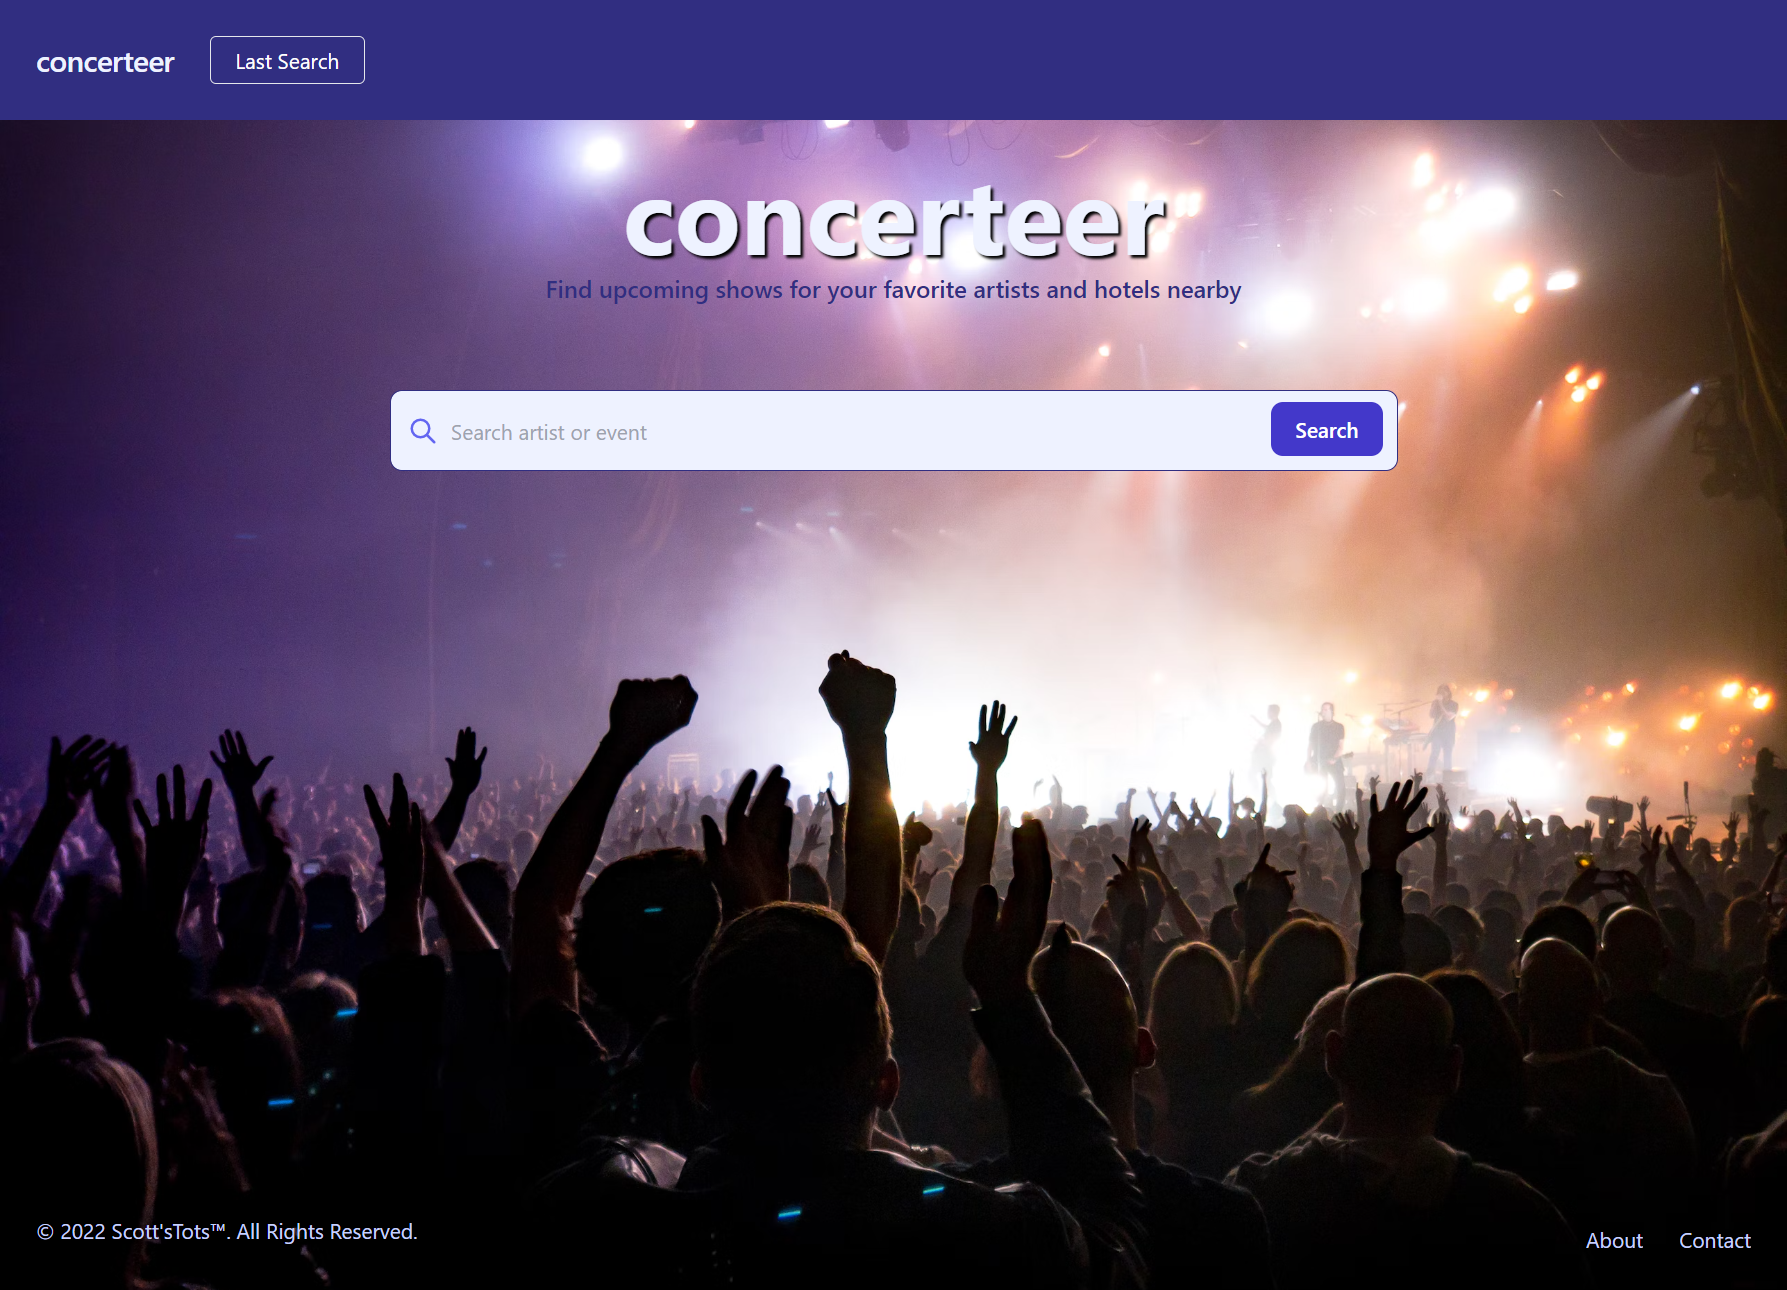 concerteer
Last Search
concerteer
Find upcoming shows for your favorite artists and hotels nearby
Search artist or event
Search
© 2022 Scott'sTots™. All Rights Reserved.
About
Contact